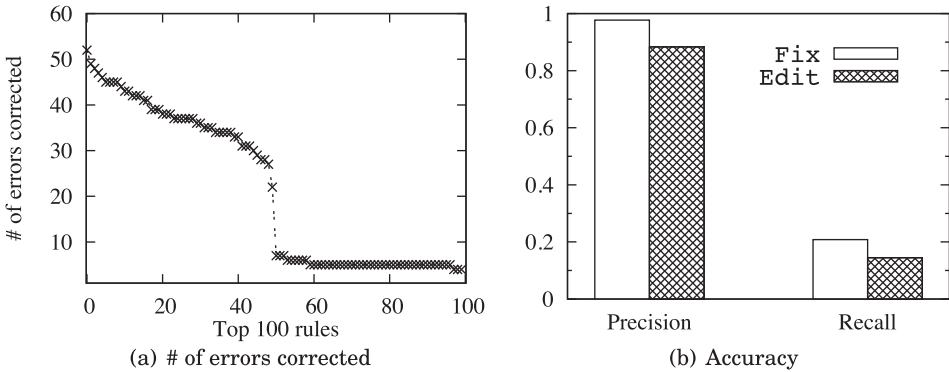 # of errors corrected
60
50
40
30
20
10
0 20 40 60 80 100
Top 100 rules
(a) # of errors corrected
1
0.8
0.6
0.4
0.2
0
Fix
Edit
Precision Recall
(b) Accuracy